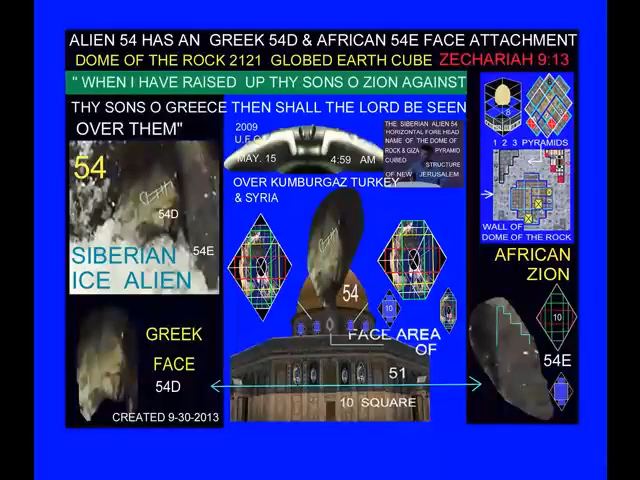 ALIEN 54 HAS AN GREEK 54D & AFRICAN 54E FACE ATTACHMENT
DOME OF THE ROCK 2121 GLOBED EARTH CUBE ZECHARIAH 9:13
" WHEN I HAVE RAISED UP THY SONS O ZION AGAINST
THY SONS O GREECE THEN SHALL THE LORD BE SEEN
OVER THEM"
2009
MAY. 15 4:59 AM
OVER KUMBURGAZ TURKEY
& SYRIA
THE SIBERIAN ALIEN 54
HORIZONTAL FORE HEAD
NAME OF THE DOME OF
ROCK & GIZA PYRAMID
CUBED STRUCTURE
OF NEW JERUSALEM
8
1 2 3 PYRAMIDS
WALL OF
DOME OF THE ROCK
54
54D
54E
SIBERIAN
ICE ALIEN
AFRICAN
ZION
10
54E
54
10
FACE AREA
OF
51
10 SQUARE
GREEK
FACE
54D
CREATED 9-30-2013